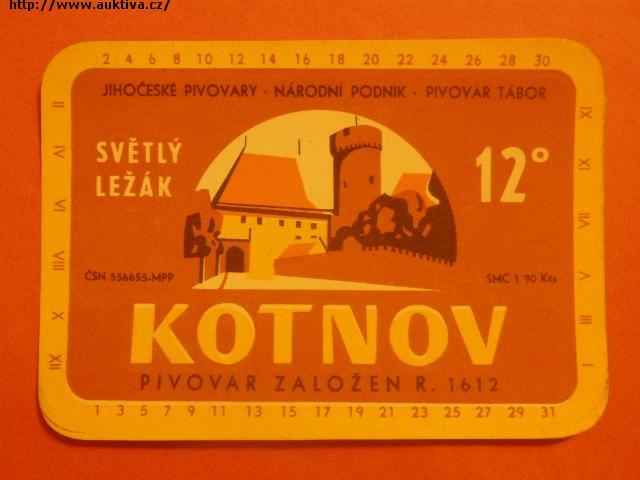 http://www.auktiva.cz/
2 4 6 8 10 12 14 16 18 20 22 24 26 28 30
JIHOČESKÉ PIVOVARY · NÁRODNÍ PODNIK · PIVOVAR TÁBOR
SVĚTLÝ
LEŽÁK
12°
II IV VI VIII X XII
IX XI VII V III I
ČSN 556655-MPP
SMC 1·90 Kčs
KOTNOV
PIVOVAR ZALOŽEN R. 1612
1 3 5 7 9 11 13 15 17 19 21 23 25 27 29 31